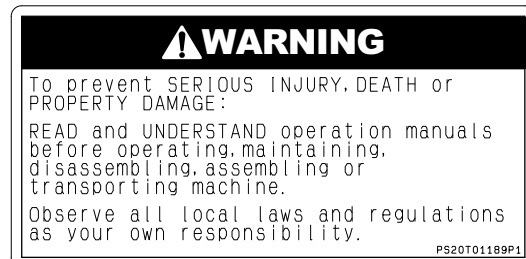 WARNING
To prevent SERIOUS INJURY, DEATH or
PROPERTY DAMAGE:
READ and UNDERSTAND operation manuals
before operating, maintaining,
disassembling, assembling or
transporting machine.
Observe all local laws and regulations
as your own responsibility.
PS20T01189P1